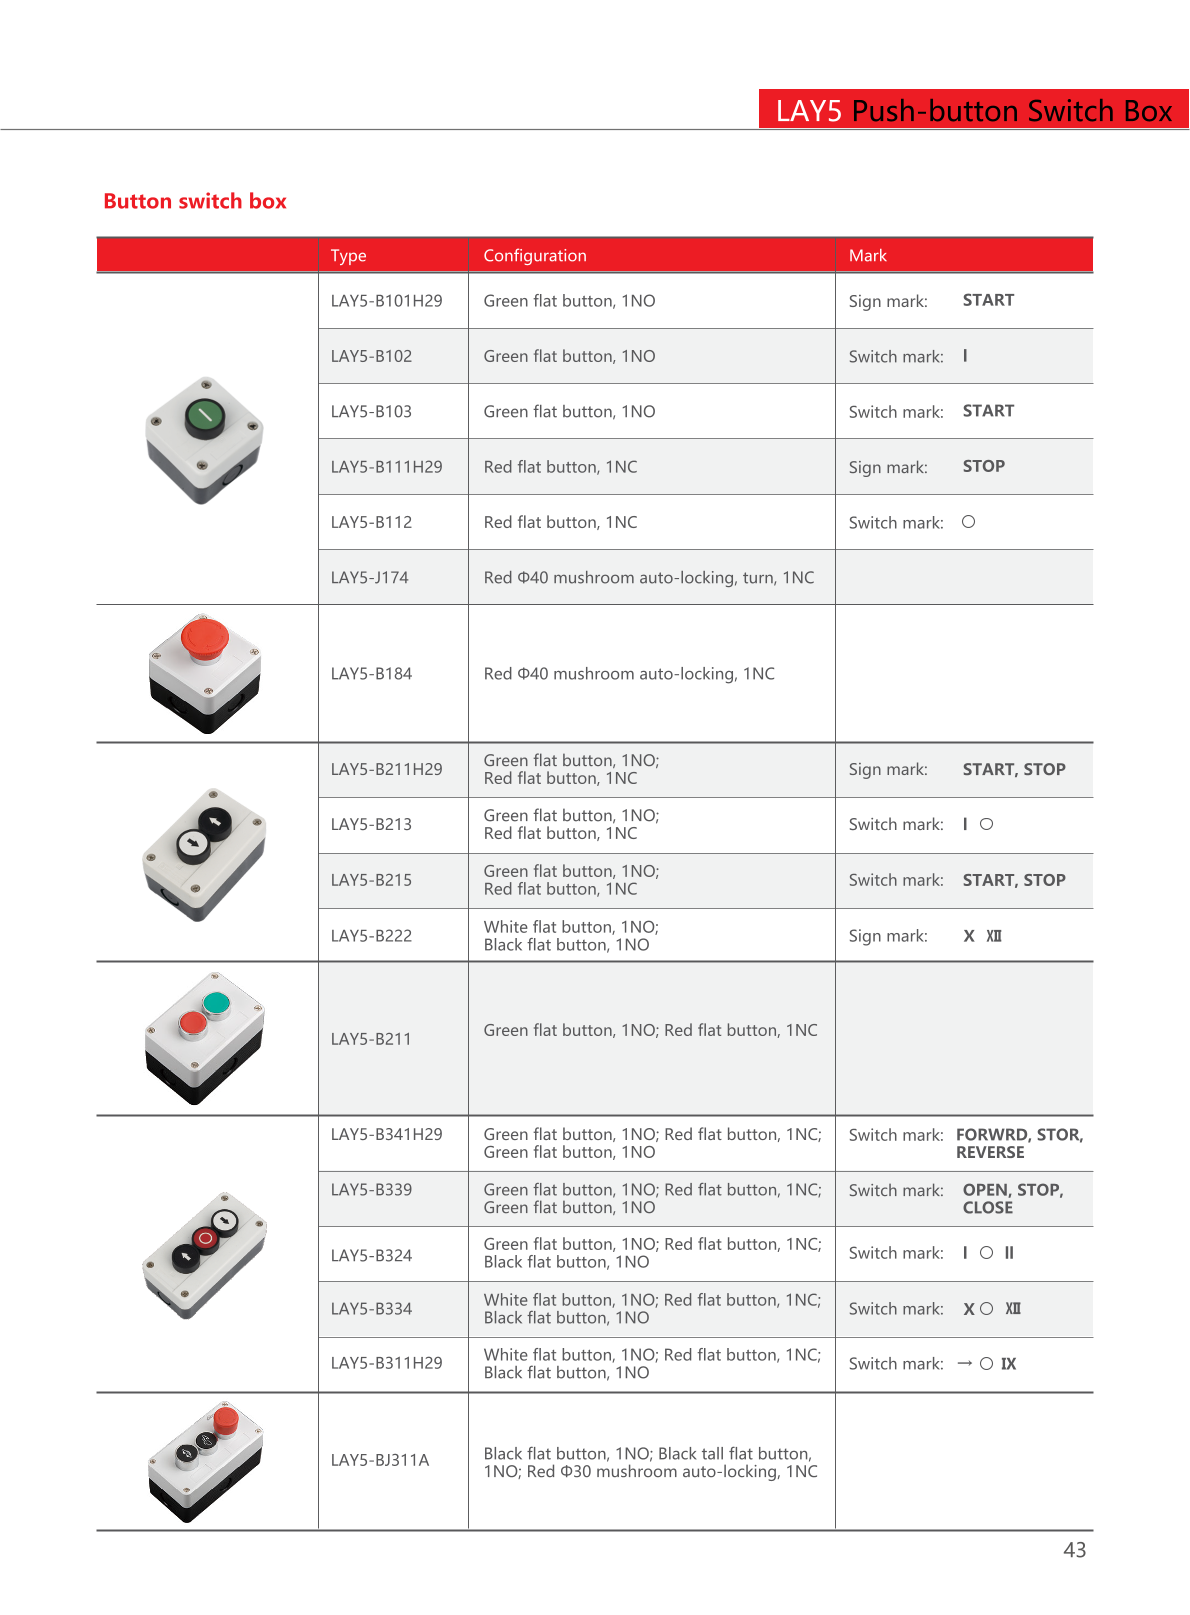 LAY5 Push-button Switch Box
Button switch box
Type Configuration Mark
LAY5-B101H29 Green flat button, 1NO Sign mark: START
LAY5-B102 Green flat button, 1NO Switch mark: I
LAY5-B103 Green flat button, 1NO Switch mark: START
LAY5-B111H29 Red flat button, 1NC Sign mark: STOP
LAY5-B112 Red flat button, 1NC Switch mark: ○
LAY5-J174 Red Φ40 mushroom auto-locking, turn, 1NC
LAY5-B184 Red Φ40 mushroom auto-locking, 1NC
LAY5-B211H29 Green flat button, 1NO; Sign mark: START, STOP
Red flat button, 1NC
LAY5-B213 Green flat button, 1NO; Switch mark: I ○
Red flat button, 1NC
LAY5-B215 Green flat button, 1NO; Switch mark: START, STOP
Red flat button, 1NC
LAY5-B222 White flat button, 1NO; Sign mark: X XII
Black flat button, 1NO
LAY5-B211 Green flat button, 1NO; Red flat button, 1NC
LAY5-B341H29 Green flat button, 1NO; Red flat button, 1NC; Switch mark: FORWRD, STOR,
Green flat button, 1NO REVERSE
LAY5-B339 Green flat button, 1NO; Red flat button, 1NC; Switch mark: OPEN, STOP,
Green flat button, 1NO CLOSE
LAY5-B324 Green flat button, 1NO; Red flat button, 1NC; Switch mark: I ○ II
Black flat button, 1NO
LAY5-B334 White flat button, 1NO; Red flat button, 1NC; Switch mark: X ○ XII
Black flat button, 1NO
LAY5-B311H29 White flat button, 1NO; Red flat button, 1NC; Switch mark: → ○ IX
Black flat button, 1NO
LAY5-BJ311A Black flat button, 1NO; Black tall flat button,
1NO; Red Φ30 mushroom auto-locking, 1NC
43